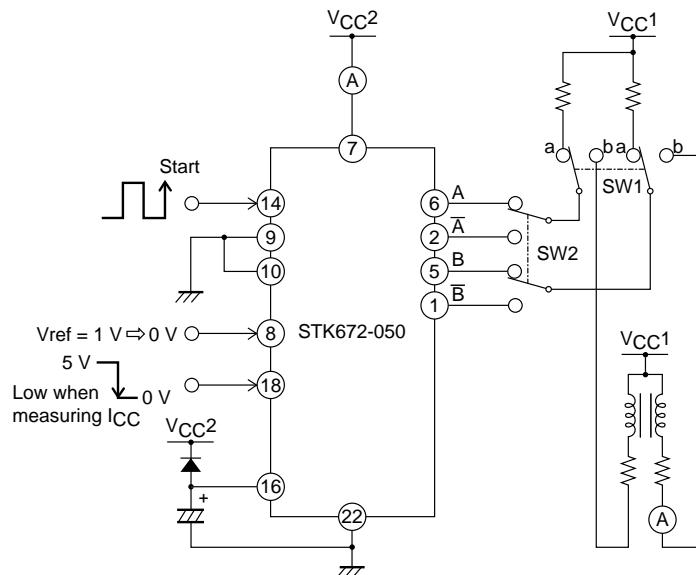 VCC2
VCC1
A
7
a
b
a
b
Start
SW1
14
6
A
9
2
A
SW2
10
5
B
1
B
Vref = 1 V ⇨ 0 V
8
STK672-050
5 V
0 V
18
Low when
measuring ICC
VCC1
VCC2
+
16
22
A